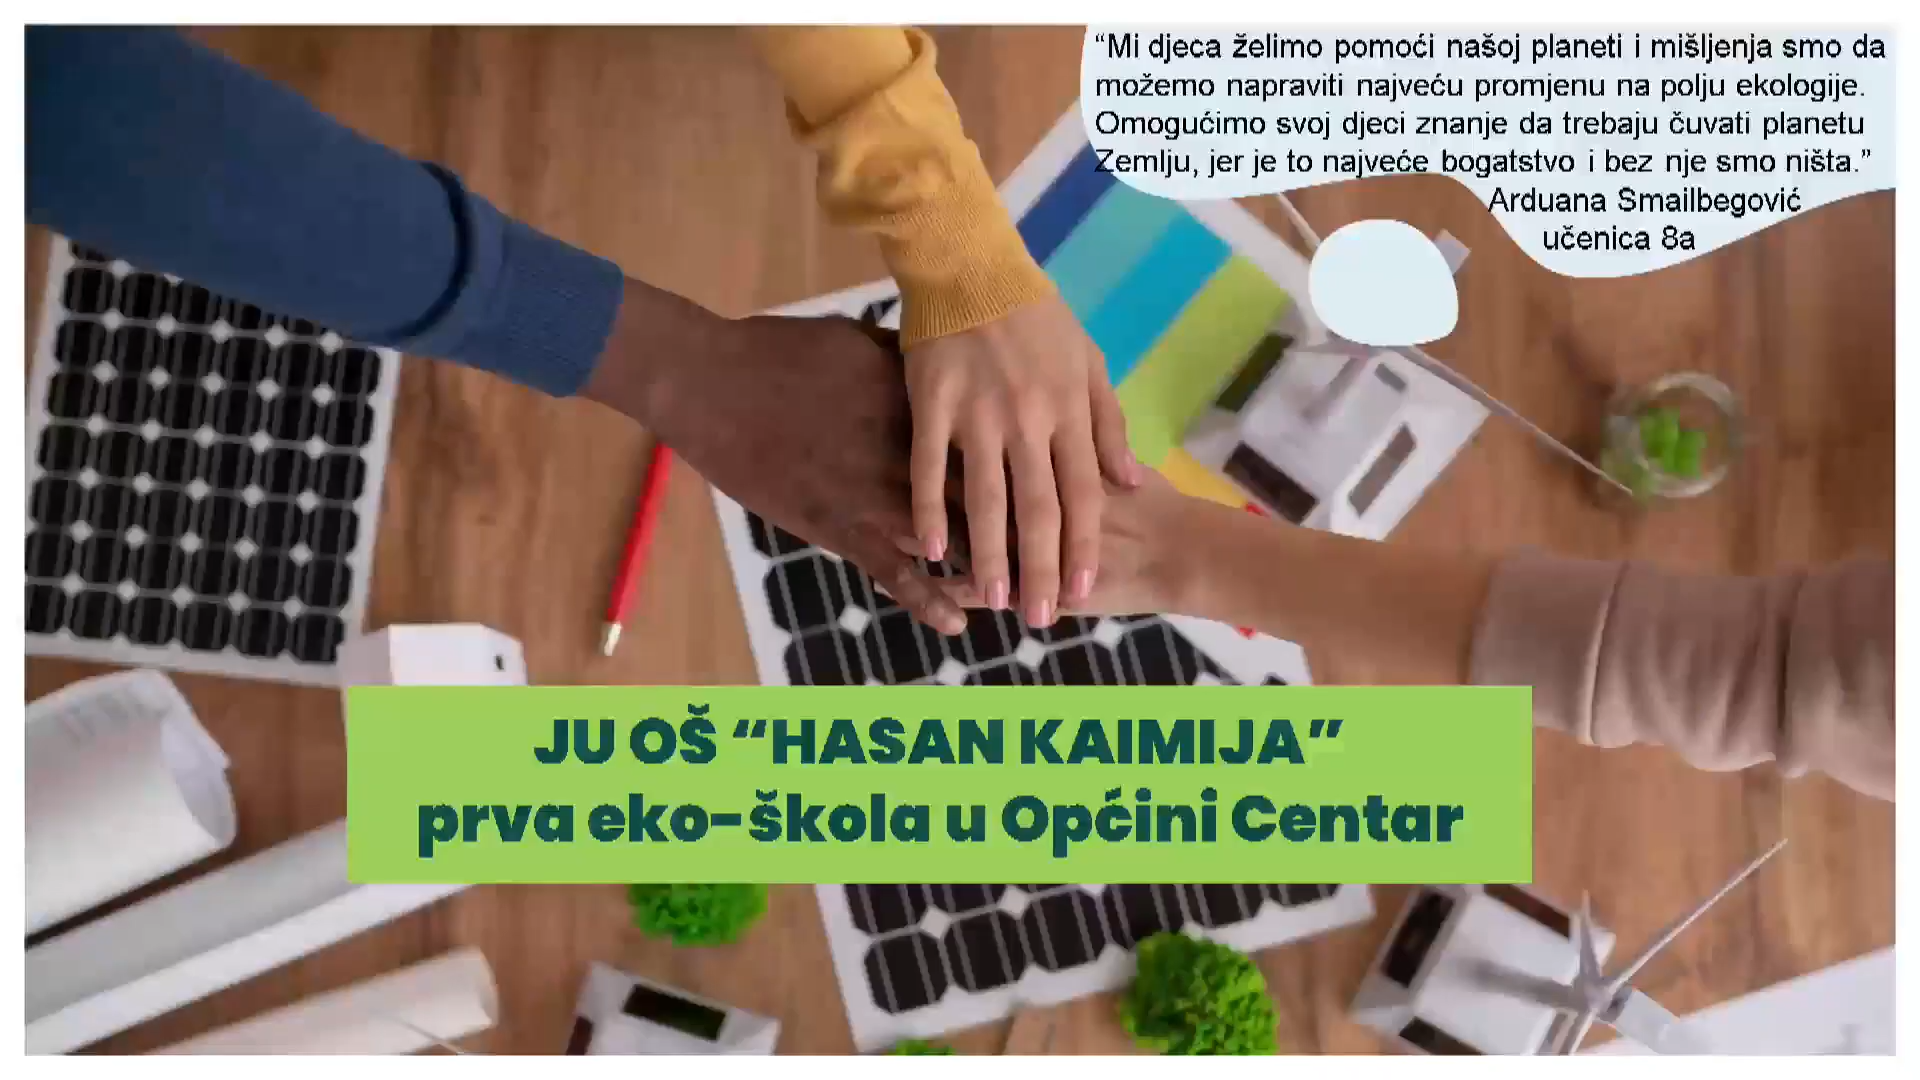 “Mi djeca želimo pomoći našoj planeti i mišljenja smo da
možemo napraviti najveću promjenu na polju ekologije.
Omogućimo svoj djeci znanje da trebaju čuvati planetu
Zemlju, jer je to najveće bogatstvo i bez nje smo ništa.”
Arduana Smailbegović
učenica 8a
JU OŠ “HASAN KAIMIJA”
prva eko-škola u Općini Centar